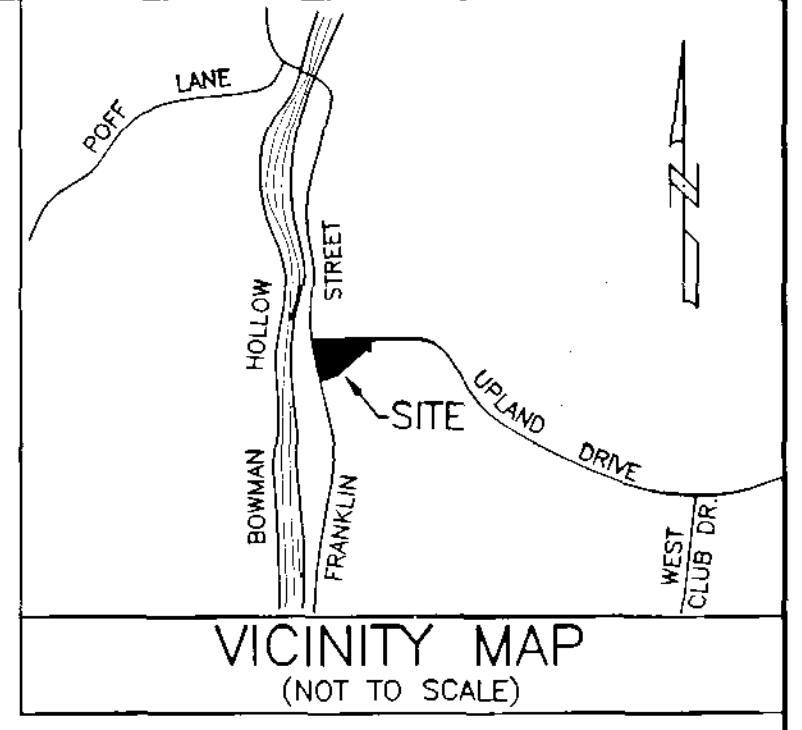 POFF LANE
HOLLOW
STREET
SITE
UPLAND DRIVE
BOWMAN
FRANKLIN
WEST
CLUB DR.
N
VICINITY MAP
(NOT TO SCALE)